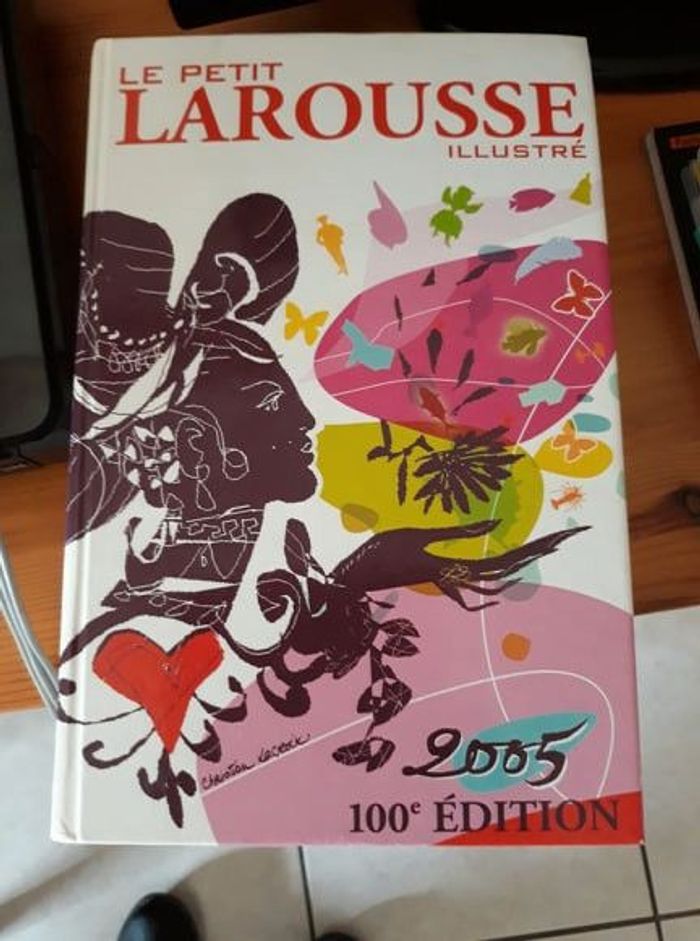 LE PETIT
LAROUSSE
ILLUSTRÉ
Christian Lacroix
2005
100e ÉDITION